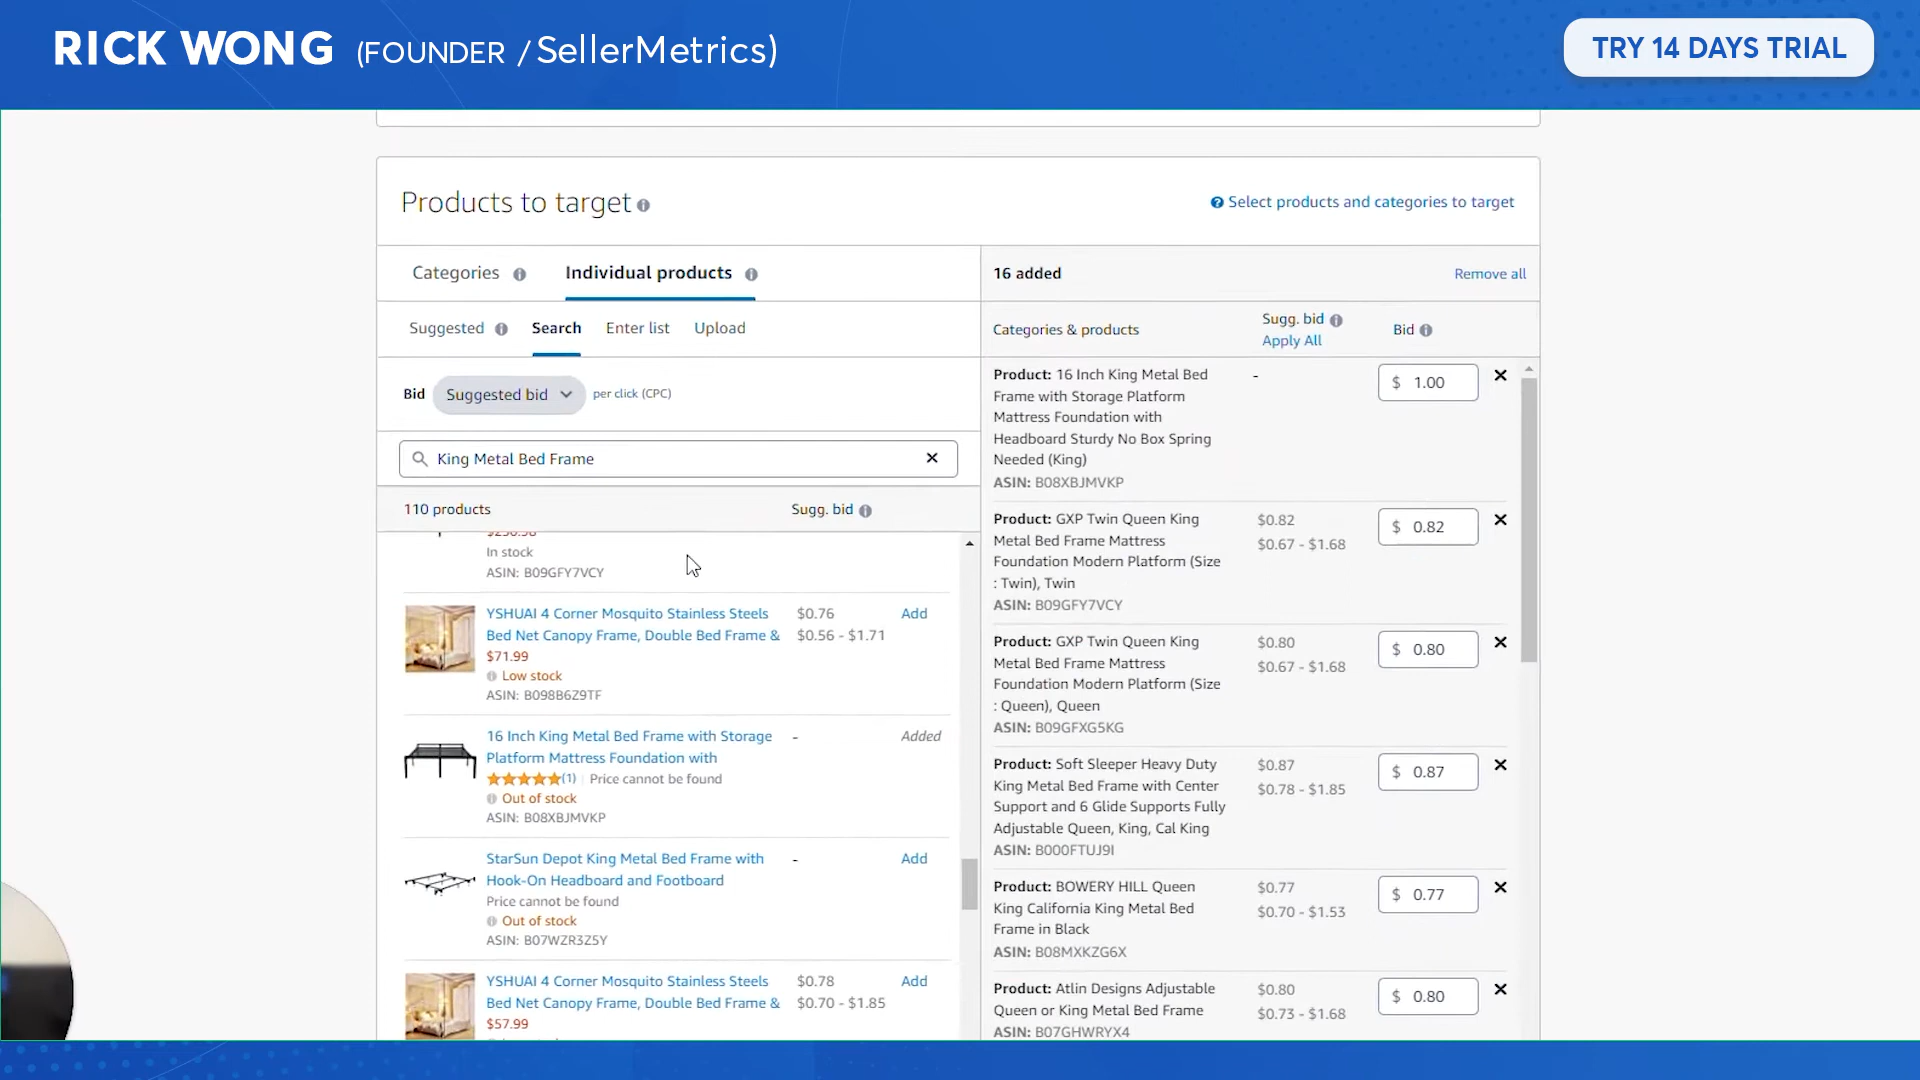 RICK WONG (FOUNDER / SellerMetrics)
TRY 14 DAYS TRIAL
Products to target
Select products and categories to target
Categories
Individual products
16 added
Remove all
Suggested
Search
Enter list
Upload
Categories & products
Sugg. bid
Apply All
Bid
Bid
Suggested bid
per click (CPC)
King Metal Bed Frame
110 products
Sugg. bid
In stock
ASIN: B09GFY7VCY
YSHUAI 4 Corner Mosquito Stainless Steels
Bed Net Canopy Frame, Double Bed Frame &
$71.99
Low stock
ASIN: B098B6Z9TF
$0.76
$0.56 - $1.71
Add
16 Inch King Metal Bed Frame with Storage
Platform Mattress Foundation with
(1) Price cannot be found
Out of stock
ASIN: B08XBJMVKP
-
Added
StarSun Depot King Metal Bed Frame with
Hook-On Headboard and Footboard
Price cannot be found
Out of stock
ASIN: B07WZR3Z5Y
-
Add
YSHUAI 4 Corner Mosquito Stainless Steels
Bed Net Canopy Frame, Double Bed Frame &
$57.99
$0.78
$0.70 - $1.85
Add
Product: 16 Inch King Metal Bed
Frame with Storage Platform
Mattress Foundation with
Headboard Sturdy No Box Spring
Needed (King)
ASIN: B08XBJMVKP
-
$ 1.00
Product: GXP Twin Queen King
Metal Bed Frame Mattress
Foundation Modern Platform (Size
: Twin), Twin
ASIN: B09GFY7VCY
$0.82
$0.67 - $1.68
$ 0.82
Product: GXP Twin Queen King
Metal Bed Frame Mattress
Foundation Modern Platform (Size
: Queen), Queen
ASIN: B09GFXG5KG
$0.80
$0.67 - $1.68
$ 0.80
Product: Soft Sleeper Heavy Duty
King Metal Bed Frame with Center
Support and 6 Glide Supports Fully
Adjustable Queen, King, Cal King
ASIN: B000FTUJ9I
$0.87
$0.78 - $1.85
$ 0.87
Product: BOWERY HILL Queen
King California King Metal Bed
Frame in Black
ASIN: B08MXKZG6X
$0.77
$0.70 - $1.53
$ 0.77
Product: Atlin Designs Adjustable
Queen or King Metal Bed Frame
ASIN: B07GHWRYX4
$0.80
$0.73 - $1.68
$ 0.80